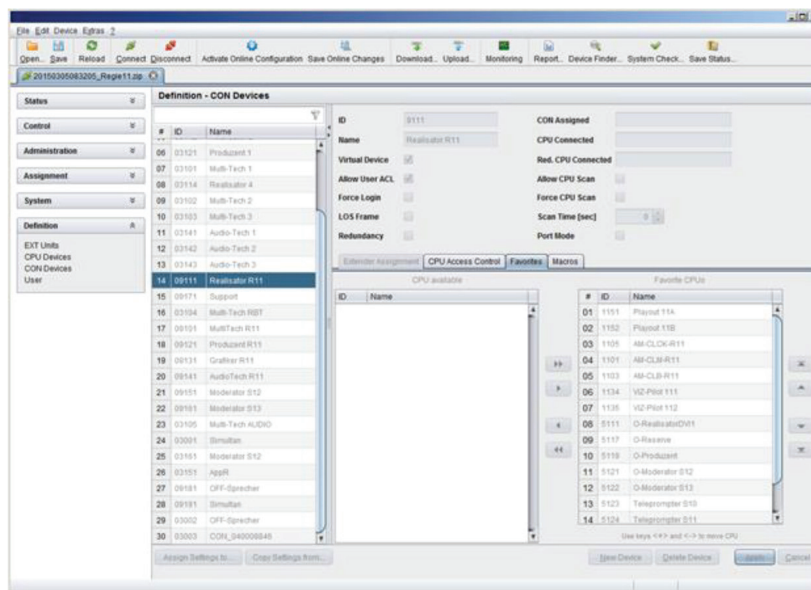 File Edit Device Extras ?
Open... Save Reload Connect Disconnect Activate Online Configuration Save Online Changes Download... Upload... Monitoring Report... Device Finder... System Check... Save Status...
20150305083205_Regie11.zip
Status
Control
Administration
Assignment
System
Definition
EXT Units
CPU Devices
CON Devices
User
Definition - CON Devices
# ID Name
06 03121 Produzent 1
07 03101 Multi-Tech 1
08 03114 Realisator 4
09 03102 Multi-Tech 2
10 03103 Multi-Tech 3
11 03141 Audio-Tech 1
12 03142 Audio-Tech 2
13 03143 Audio-Tech 3
14 09111 Realisator R11
15 09171 Support
16 03104 Multi-Tech RBT
17 09101 MultiTech R11
18 09121 Produzent R11
19 09131 Grafiker R11
20 09141 AudioTech R11
21 09151 Moderator S12
22 09161 Moderator S13
23 03105 Multi-Tech AUDIO
24 03001 Simultan
25 03161 Moderator S12
26 03151 AppR
27 09181 OFF-Sprecher
28 09191 Simultan
29 03002 OFF-Sprecher
30 03003 CON_040008846
ID 9111
Name Realisator R11
Virtual Device
Allow User ACL
Force Login
LOS Frame
Redundancy
CON Assigned
CPU Connected
Red. CPU Connected
Allow CPU Scan
Force CPU Scan
Scan Time [sec] 0
Port Mode
Extender Assignment CPU Access Control Favorites Macros
CPU available
ID Name
Favorite CPUs
# ID Name
01 1151 Playout 11A
02 1152 Playout 11B
03 1105 AM-CLCK-R11
04 1101 AM-CLM-R11
05 1103 AM-CLB-R11
06 1134 VIZ-Pilot 111
07 1135 VIZ-Pilot 112
08 5111 O-RealisatorDVI1
09 5117 O-Reserve
10 5119 O-Produzent
11 5121 O-Moderator S12
12 5122 O-Moderator S13
13 5123 Teleprompter S10
14 5124 Teleprompter S11
Use keys <+> and <-> to move CPU
Assign Settings to... Copy Settings from... New Device Delete Device Apply Cancel